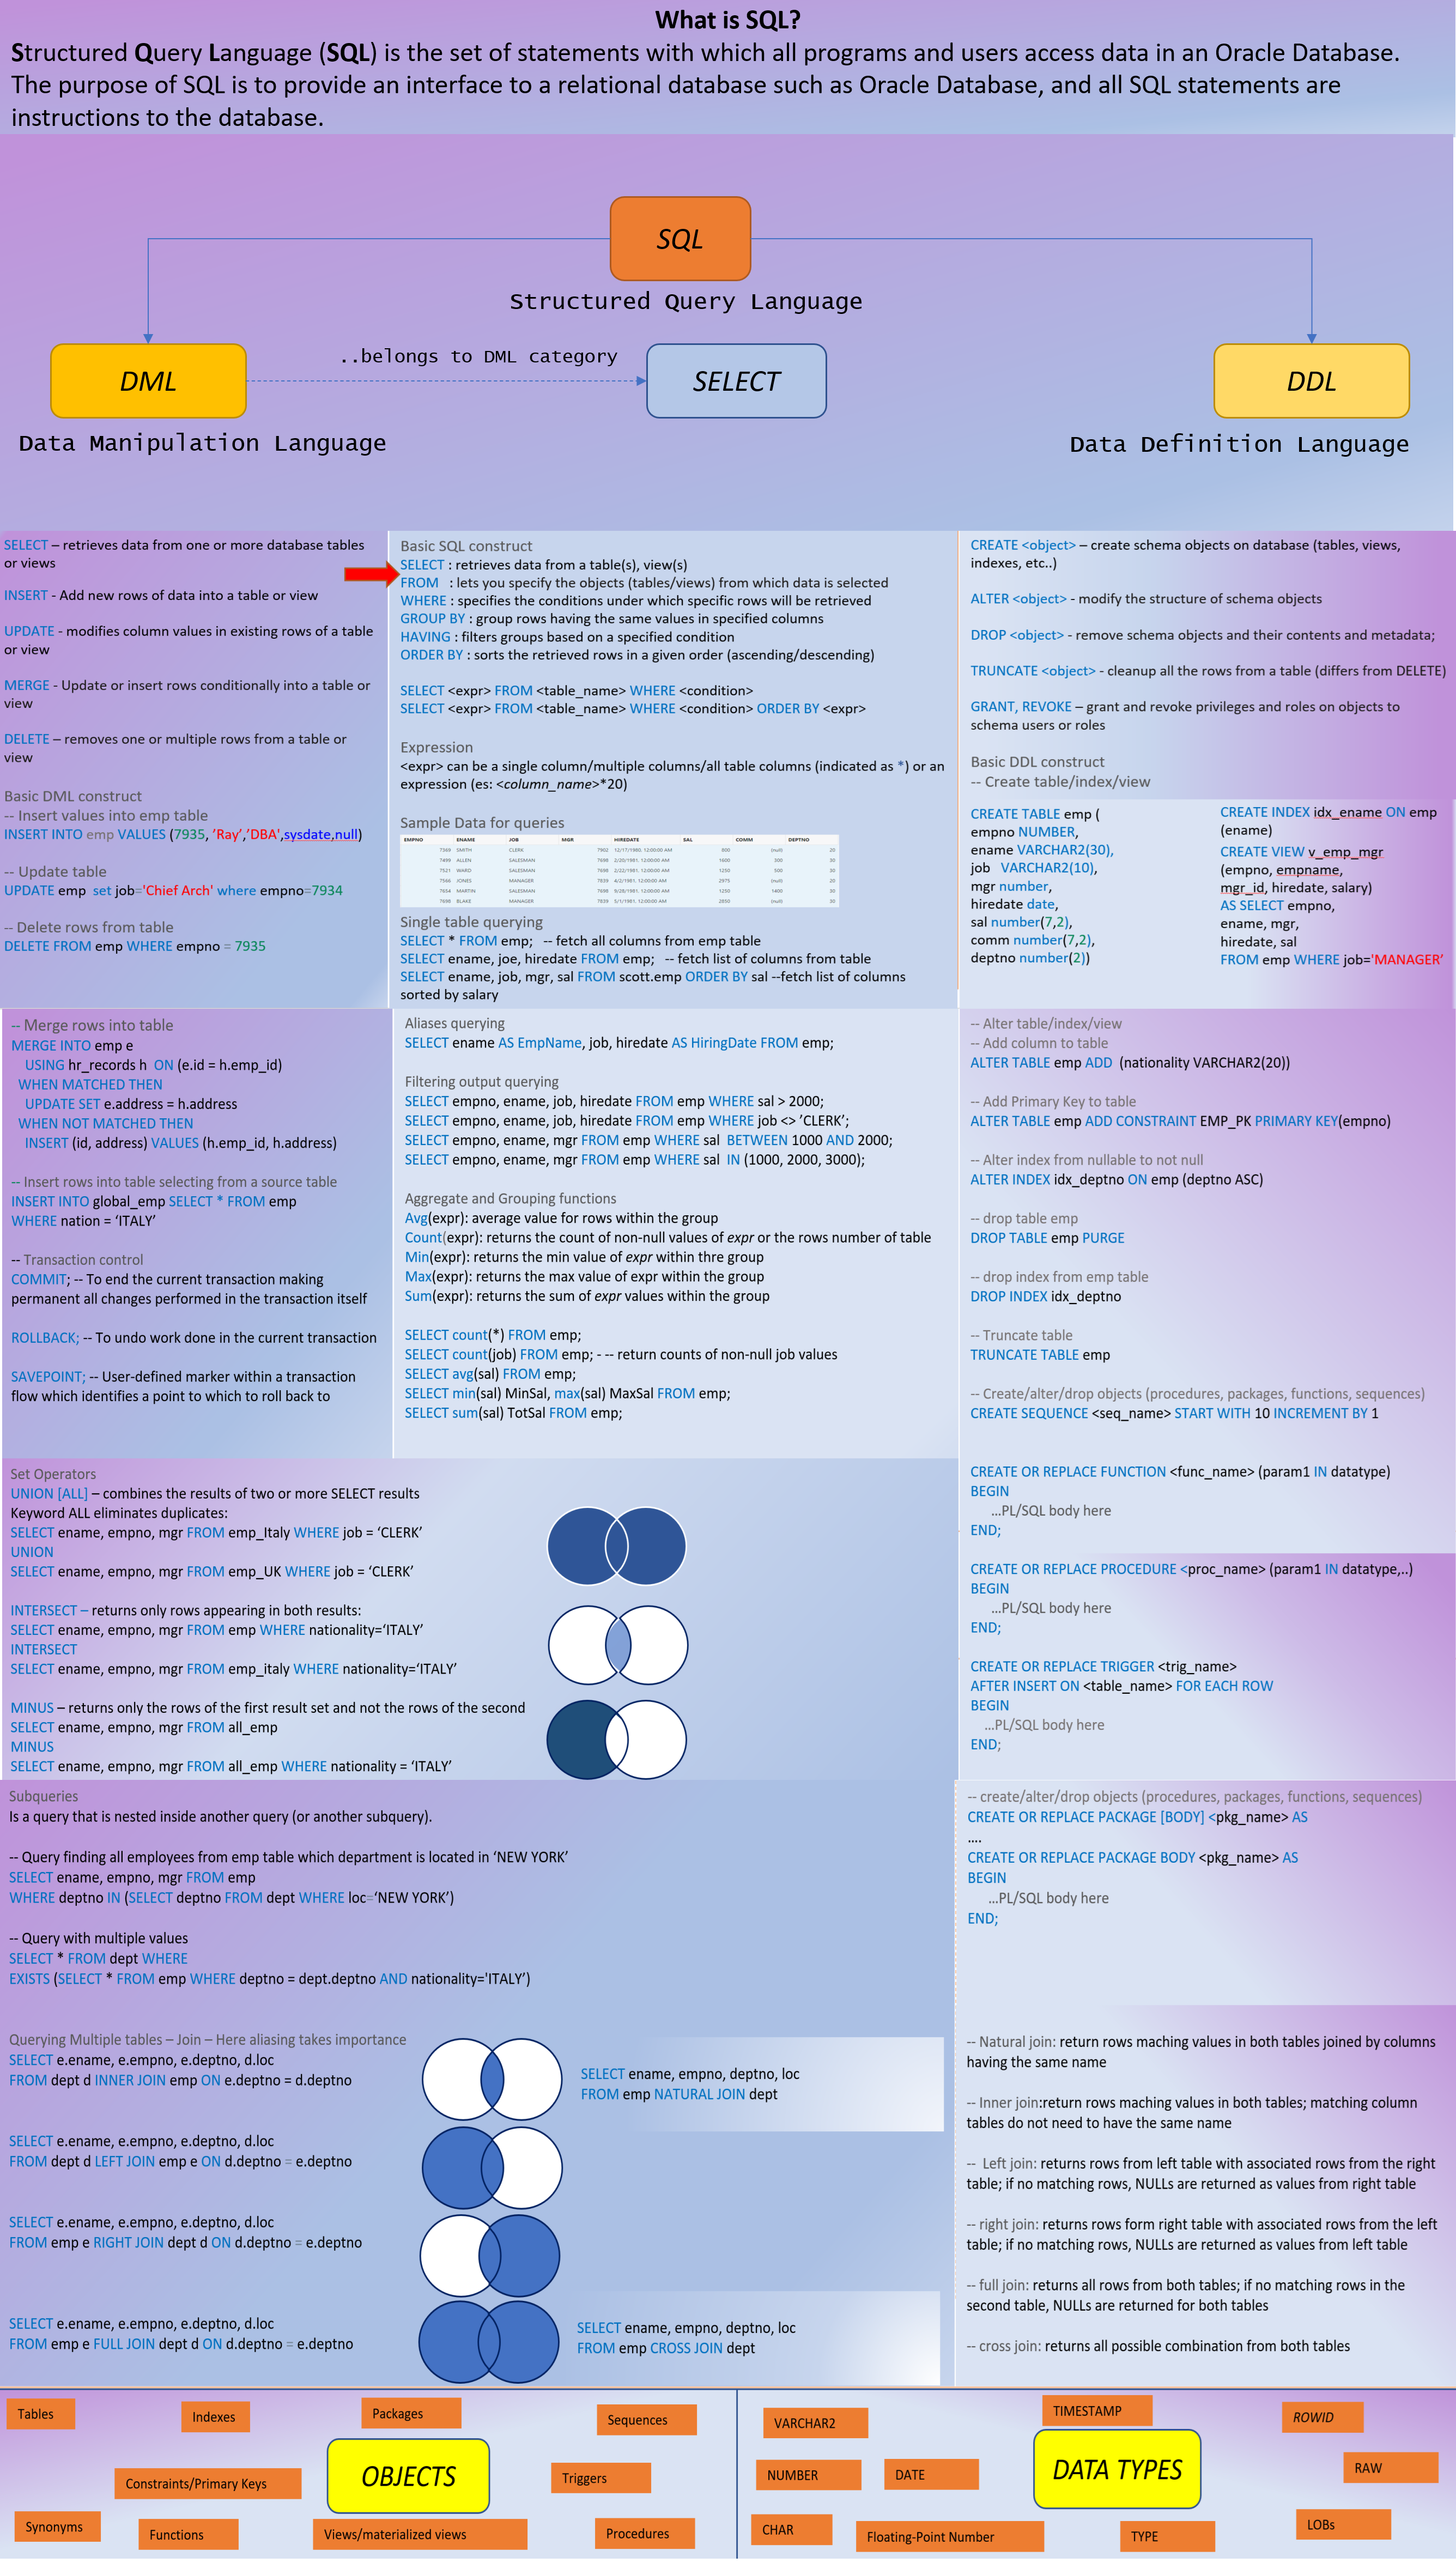 What is SQL?
Structured Query Language (SQL) is the set of statements with which all programs and users access data in an Oracle Database.
The purpose of SQL is to provide an interface to a relational database such as Oracle Database, and all SQL statements are
instructions to the database.
SQL
Structured Query Language
DML
..belongs to DML category
SELECT
DDL
Data Manipulation Language
Data Definition Language
SELECT – retrieves data from one or more database tables
or views
INSERT - Add new rows of data into a table or view
UPDATE - modifies column values in existing rows of a table
or view
MERGE - Update or insert rows conditionally into a table or
view
DELETE – removes one or multiple rows from a table or
view
Basic DML construct
-- Insert values into emp table
INSERT INTO emp VALUES (7935, 'Ray','DBA',sysdate,null)
-- Update table
UPDATE emp set job='Chief Arch' where empno=7934
-- Delete rows from table
DELETE FROM emp WHERE empno = 7935
Basic SQL construct
SELECT : retrieves data from a table(s), view(s)
FROM : lets you specify the objects (tables/views) from which data is selected
WHERE : specifies the conditions under which specific rows will be retrieved
GROUP BY : group rows having the same values in specified columns
HAVING : filters groups based on a specified condition
ORDER BY : sorts the retrieved rows in a given order (ascending/descending)
SELECT <expr> FROM <table_name> WHERE <condition>
SELECT <expr> FROM <table_name> WHERE <condition> ORDER BY <expr>
Expression
<expr> can be a single column/multiple columns/all table columns (indicated as *) or an
expression (es: <column_name>*20)
Sample Data for queries
EMPNO ENAME JOB MGR HIREDATE SAL COMM DEPTNO
7369 SMITH CLERK 7902 12/17/1980, 12:00:00 AM 800 (null) 20
7499 ALLEN SALESMAN 7698 2/20/1981, 12:00:00 AM 1600 300 30
7521 WARD SALESMAN 7698 2/22/1981, 12:00:00 AM 1250 500 30
7566 JONES MANAGER 7839 4/2/1981, 12:00:00 AM 2975 (null) 20
7654 MARTIN SALESMAN 7698 9/28/1981, 12:00:00 AM 1250 1400 30
7698 BLAKE MANAGER 7839 5/1/1981, 12:00:00 AM 2850 (null) 30
Single table querying
SELECT * FROM emp; -- fetch all columns from emp table
SELECT ename, joe, hiredate FROM emp; -- fetch list of columns from table
SELECT ename, job, mgr, sal FROM scott.emp ORDER BY sal --fetch list of columns
sorted by salary
CREATE <object> – create schema objects on database (tables, views,
indexes, etc..)
ALTER <object> - modify the structure of schema objects
DROP <object> - remove schema objects and their contents and metadata;
TRUNCATE <object> - cleanup all the rows from a table (differs from DELETE)
GRANT, REVOKE – grant and revoke privileges and roles on objects to
schema users or roles
Basic DDL construct
-- Create table/index/view
CREATE TABLE emp (
empno NUMBER,
ename VARCHAR2(30),
job VARCHAR2(10),
mgr number,
hiredate date,
sal number(7,2),
comm number(7,2),
deptno number(2))
CREATE INDEX idx_ename ON emp
(ename)
CREATE VIEW v_emp_mgr
(empno, empname,
mgr_id, hiredate, salary)
AS SELECT empno,
ename, mgr,
hiredate, sal
FROM emp WHERE job='MANAGER'
-- Merge rows into table
MERGE INTO emp e
USING hr_records h ON (e.id = h.emp_id)
WHEN MATCHED THEN
UPDATE SET e.address = h.address
WHEN NOT MATCHED THEN
INSERT (id, address) VALUES (h.emp_id, h.address)
-- Insert rows into table selecting from a source table
INSERT INTO global_emp SELECT * FROM emp
WHERE nation = ‘ITALY’
-- Transaction control
COMMIT; -- To end the current transaction making
permanent all changes performed in the transaction itself
ROLLBACK; -- To undo work done in the current transaction
SAVEPOINT; -- User-defined marker within a transaction
flow which identifies a point to which to roll back to
Aliases querying
SELECT ename AS EmpName, job, hiredate AS HiringDate FROM emp;
Filtering output querying
SELECT empno, ename, job, hiredate FROM emp WHERE sal > 2000;
SELECT empno, ename, job, hiredate FROM emp WHERE job <> ’CLERK’;
SELECT empno, ename, mgr FROM emp WHERE sal BETWEEN 1000 AND 2000;
SELECT empno, ename, mgr FROM emp WHERE sal IN (1000, 2000, 3000);
Aggregate and Grouping functions
Avg(expr): average value for rows within the group
Count(expr): returns the count of non-null values of expr or the rows number of table
Min(expr): returns the min value of expr within thre group
Max(expr): returns the max value of expr within the group
Sum(expr): returns the sum of expr values within the group
SELECT count(*) FROM emp;
SELECT count(job) FROM emp; - -- return counts of non-null job values
SELECT avg(sal) FROM emp;
SELECT min(sal) MinSal, max(sal) MaxSal FROM emp;
SELECT sum(sal) TotSal FROM emp;
-- Alter table/index/view
-- Add column to table
ALTER TABLE emp ADD (nationality VARCHAR2(20))
-- Add Primary Key to table
ALTER TABLE emp ADD CONSTRAINT EMP_PK PRIMARY KEY(empno)
-- Alter index from nullable to not null
ALTER INDEX idx_deptno ON emp (deptno ASC)
-- drop table emp
DROP TABLE emp PURGE
-- drop index from emp table
DROP INDEX idx_deptno
-- Truncate table
TRUNCATE TABLE emp
-- Create/alter/drop objects (procedures, packages, functions, sequences)
CREATE SEQUENCE <seq_name> START WITH 10 INCREMENT BY 1
CREATE OR REPLACE FUNCTION <func_name> (param1 IN datatype)
BEGIN
...PL/SQL body here
END;
CREATE OR REPLACE PROCEDURE <proc_name> (param1 IN datatype,..)
BEGIN
...PL/SQL body here
END;
CREATE OR REPLACE TRIGGER <trig_name>
AFTER INSERT ON <table_name> FOR EACH ROW
BEGIN
...PL/SQL body here
END;
Set Operators
UNION [ALL] – combines the results of two or more SELECT results
Keyword ALL eliminates duplicates:
SELECT ename, empno, mgr FROM emp_Italy WHERE job = ‘CLERK’
UNION
SELECT ename, empno, mgr FROM emp_UK WHERE job = ‘CLERK’
INTERSECT – returns only rows appearing in both results:
SELECT ename, empno, mgr FROM emp WHERE nationality=‘ITALY’
INTERSECT
SELECT ename, empno, mgr FROM emp_italy WHERE nationality=‘ITALY’
MINUS – returns only the rows of the first result set and not the rows of the second
SELECT ename, empno, mgr FROM all_emp
MINUS
SELECT ename, empno, mgr FROM all_emp WHERE nationality = ‘ITALY’
Subqueries
Is a query that is nested inside another query (or another subquery).
-- Query finding all employees from emp table which department is located in ‘NEW YORK’
SELECT ename, empno, mgr FROM emp
WHERE deptno IN (SELECT deptno FROM dept WHERE loc=‘NEW YORK’)
-- Query with multiple values
SELECT * FROM dept WHERE
EXISTS (SELECT * FROM emp WHERE deptno = dept.deptno AND nationality='ITALY’)
-- create/alter/drop objects (procedures, packages, functions, sequences)
CREATE OR REPLACE PACKAGE [BODY] <pkg_name> AS
....
CREATE OR REPLACE PACKAGE BODY <pkg_name> AS
BEGIN
...PL/SQL body here
END;
Querying Multiple tables – Join – Here aliasing takes importance
SELECT e.ename, e.empno, e.deptno, d.loc
FROM dept d INNER JOIN emp ON e.deptno = d.deptno
SELECT ename, empno, deptno, loc
FROM emp NATURAL JOIN dept
SELECT e.ename, e.empno, e.deptno, d.loc
FROM dept d LEFT JOIN emp e ON d.deptno = e.deptno
SELECT e.ename, e.empno, e.deptno, d.loc
FROM emp e RIGHT JOIN dept d ON d.deptno = e.deptno
SELECT e.ename, e.empno, e.deptno, d.loc
FROM emp e FULL JOIN dept d ON d.deptno = e.deptno
SELECT ename, empno, deptno, loc
FROM emp CROSS JOIN dept
-- Natural join: return rows maching values in both tables joined by columns
having the same name
-- Inner join:return rows maching values in both tables; matching column
tables do not need to have the same name
-- Left join: returns rows from left table with associated rows from the right
table; if no matching rows, NULLs are returned as values from right table
-- right join: returns rows form right table with associated rows from the left
table; if no matching rows, NULLs are returned as values from left table
-- full join: returns all rows from both tables; if no matching rows in the
second table, NULLs are returned for both tables
-- cross join: returns all possible combination from both tables
Tables
Indexes
Packages
Sequences
Constraints/Primary Keys
OBJECTS
Triggers
Synonyms
Functions
Views/materialized views
Procedures
VARCHAR2
TIMESTAMP
ROWID
NUMBER
DATE
DATA TYPES
RAW
CHAR
Floating-Point Number
TYPE
LOBs